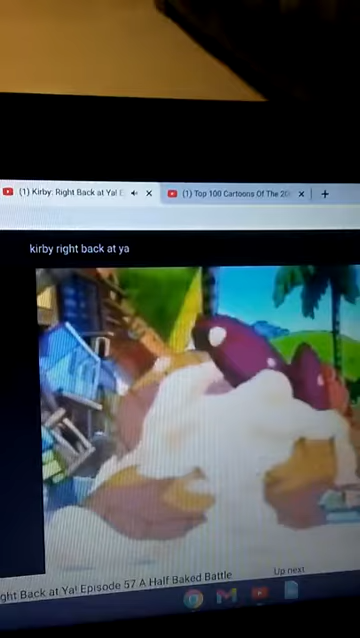 (1) Kirby: Right Back at Ya! E
(1) Top 100 Cartoons Of The 20
kirby right back at ya
ght Back at Ya! Episode 57 A Half Baked Battle
Up next